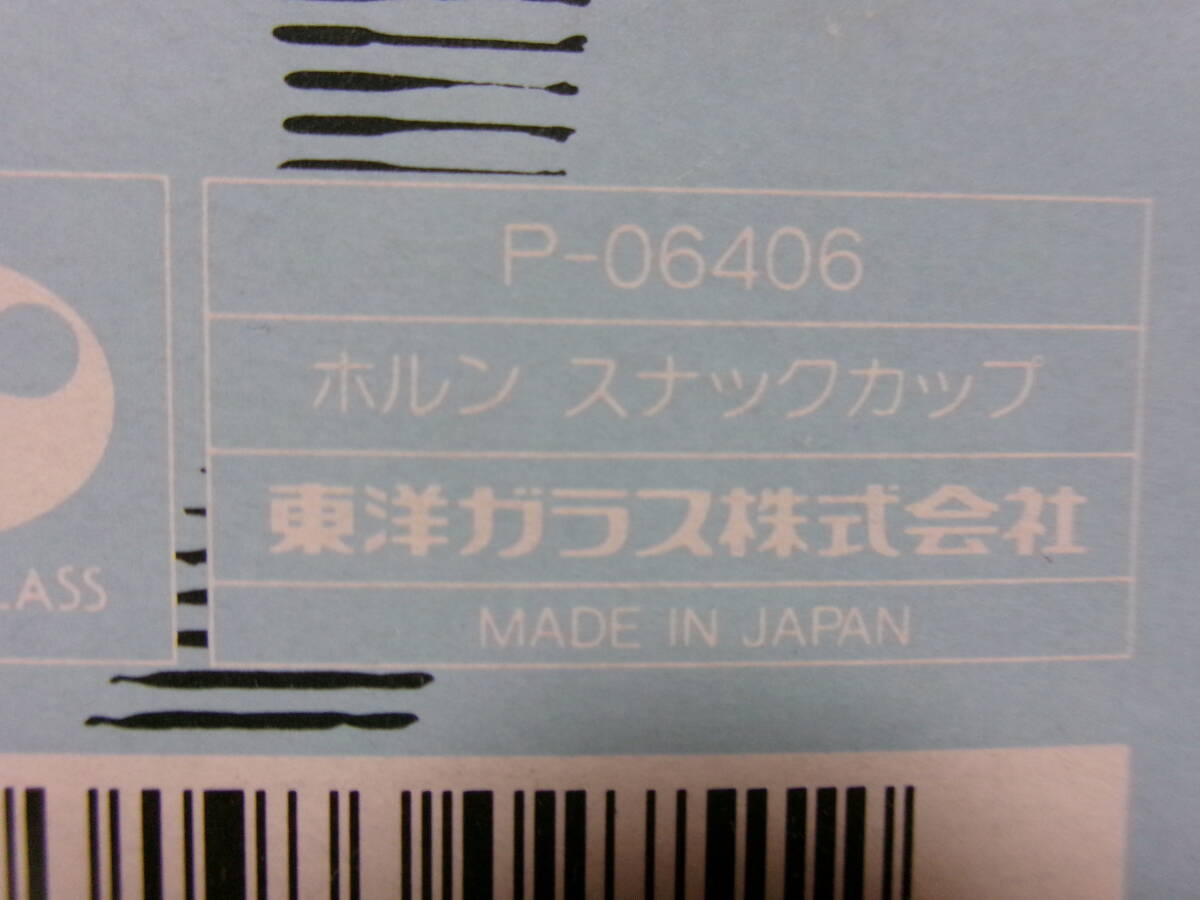 P-06406
ホルン スナックカップ
東洋ガラス株式会社
LASS
MADE IN JAPAN